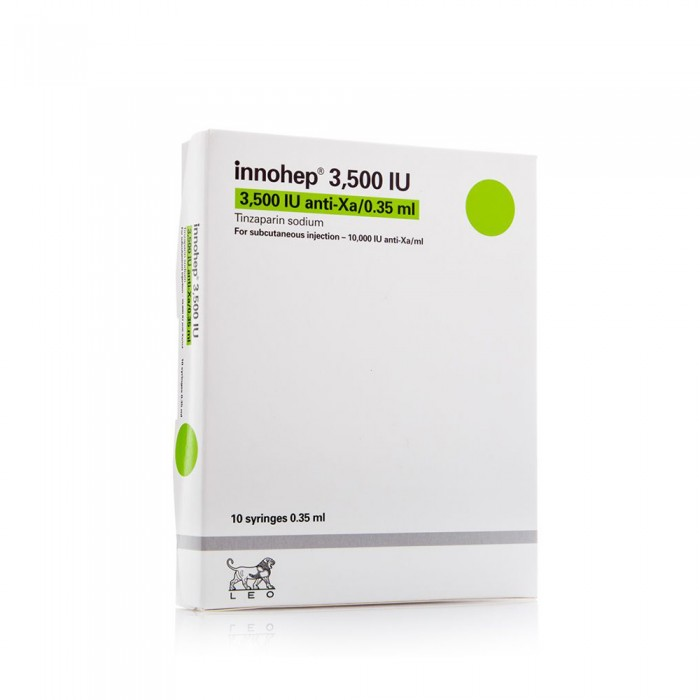 innohep® 3,500 IU
3,500 IU anti-Xa/0.35 ml
Tinzaparin sodium
For subcutaneous injection – 10,000 IU anti-Xa/ml
10 syringes 0.35 ml
LEO
innohep® 3,500 IU
3,500 IU anti-Xa/0.35 ml
Tinzaparin sodium
10 syringes 0.35 ml